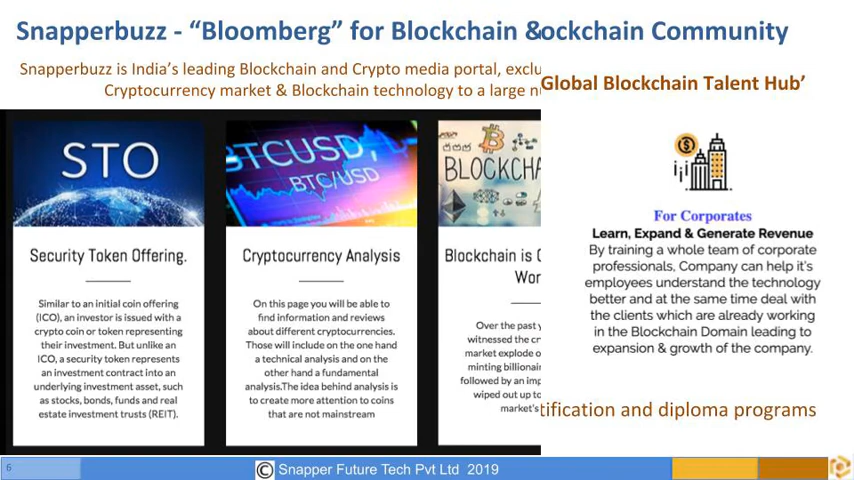 Snapperbuzz - “Bloomberg” for Blockchain &ockchain Community
Snapperbuzz is India’s leading Blockchain and Crypto media portal,
Cryptocurrency market & Blockchain technology to a large
Global Blockchain Talent Hub’
STO
Security Token Offering.
Similar to an initial coin offering
(ICO), an investor is issued with a
crypto coin or token representing
their investment. But unlike an
ICO, a security token represents
an investment contract into an
underlying investment asset, such
as stocks, bonds, funds and real
estate investment trusts (REIT).
BTCUSD,
BTC/USD
Cryptocurrency Analysis
On this page you will be able to
find information and reviews
about different cryptocurrencies.
Those will include on the one hand
a technical analysis and on the
other hand a fundamental
analysis.The idea behind analysis is
to create more attention to coins
that are not mainstream
BLOCKCHA
Blockchain is
Wor
Over the past
witnessed the
market explode
minting billionai
followed by an
wiped out up to
market's
For Corporates
Learn, Expand & Generate Revenue
By training a whole team of corporate
professionals, Company can help it’s
employees understand the technology
better and at the same time deal with
the clients which are already working
in the Blockchain Domain leading to
expansion & growth of the company.
tification and diploma programs
6
© Snapper Future Tech Pvt Ltd 2019